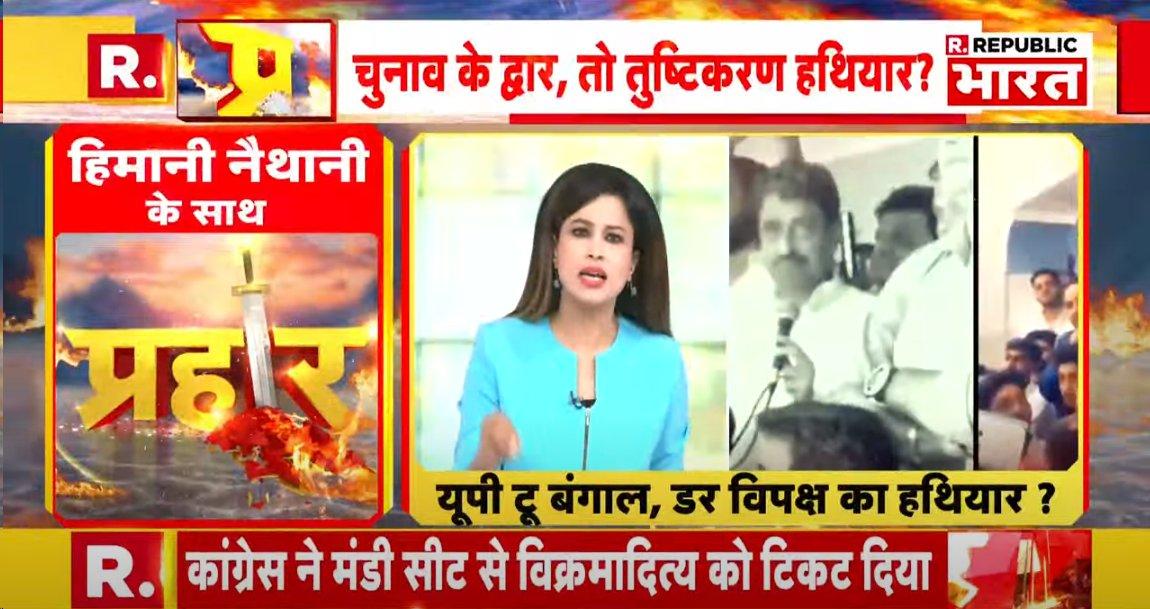 R.
प्र
चुनाव के द्वार, तो तुष्टिकरण हथियार?
R. REPUBLIC
भारत
हिमानी नैथानी
के साथ
प्रहार
यूपी टू बंगाल, डर विपक्ष का हथियार ?
R.
कांग्रेस ने मंडी सीट से विक्रमादित्य को टिकट दिया